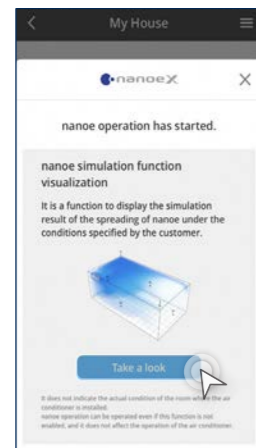 My House
nanoeX
nanoe operation has started.
nanoe simulation function
visualization
It is a function to display the simulation
result of the spreading of nanoe under the
conditions specified by the customer.
Take a look
It does not indicate the actual condition of the room where the air
conditioner is installed.
nanoe operation can be operated even if this function is not
enabled, and it does not affect the operation of the air conditioner.